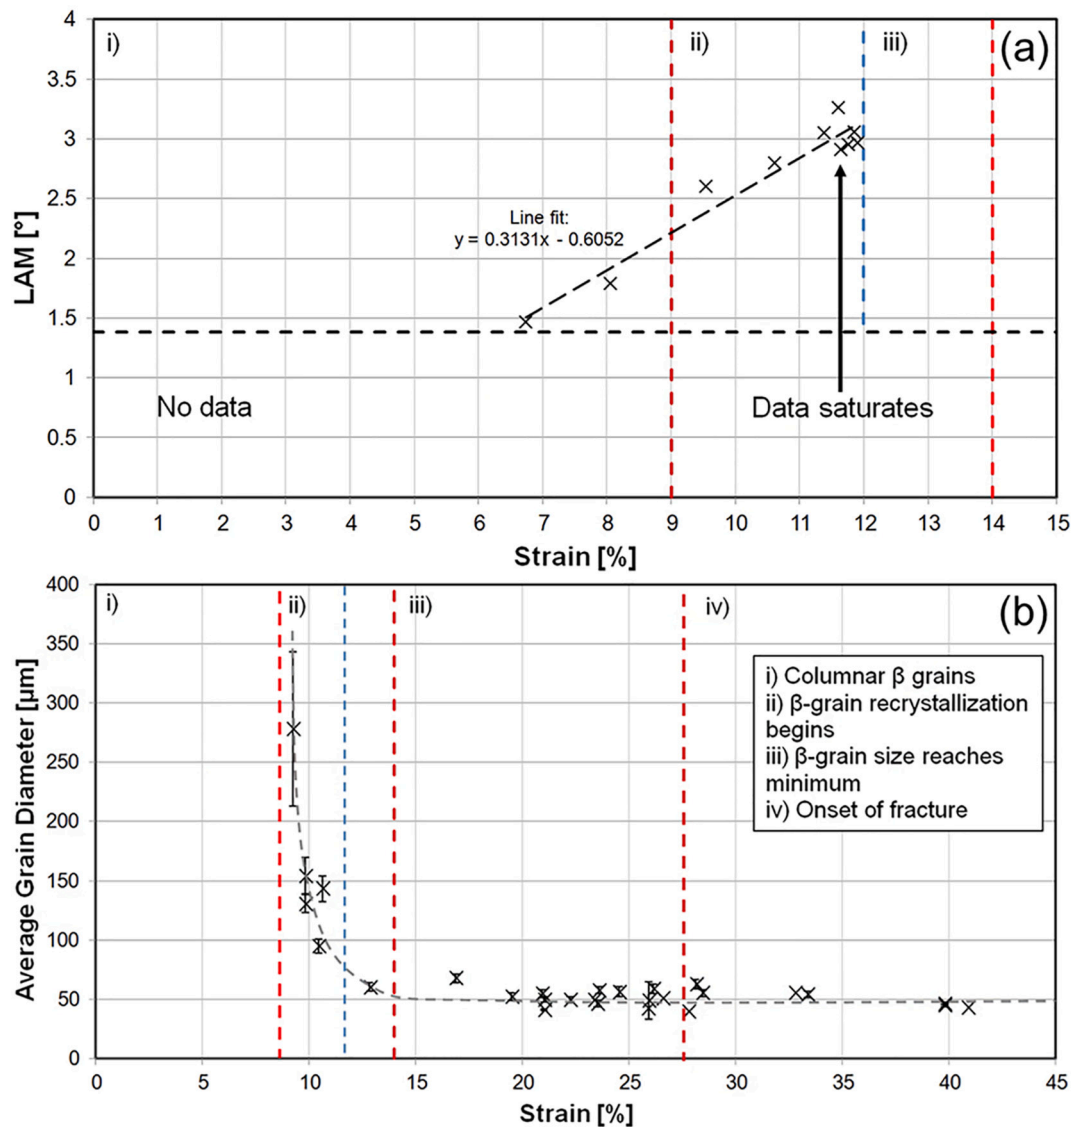 (a)
i)
ii)
iii)
4
3.5
3
2.5
2
1.5
1
0.5
0
LAM [°]
Line fit:
y = 0.3131x - 0.6052
No data
Data saturates
0 1 2 3 4 5 6 7 8 9 10 11 12 13 14 15
Strain [%]
(b)
i)
ii)
iii)
iv)
400
350
300
250
200
150
100
50
0
Average Grain Diameter [µm]
i) Columnar β grains
ii) β-grain recrystallization
begins
iii) β-grain size reaches
minimum
iv) Onset of fracture
0 5 10 15 20 25 30 35 40 45
Strain [%]